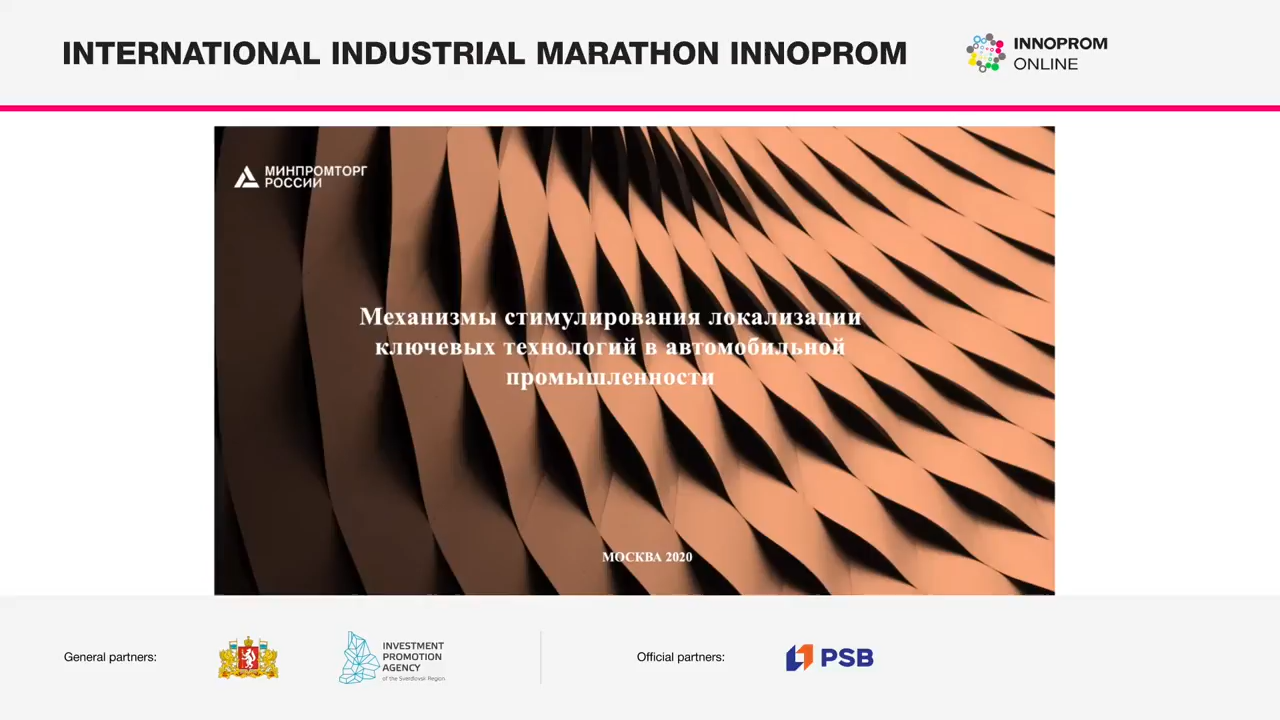 INTERNATIONAL INDUSTRIAL MARATHON INNOPROM
INNOPROM
ONLINE
МИНПРОМТОРГ
РОССИИ
Механизмы стимулирования локализации
ключевых технологий в автомобильной
промышленности
МОСКВА 2020
General partners:
INVESTMENT
PROMOTION
AGENCY
of the Sverdlovsk Region
Official partners:
PSB